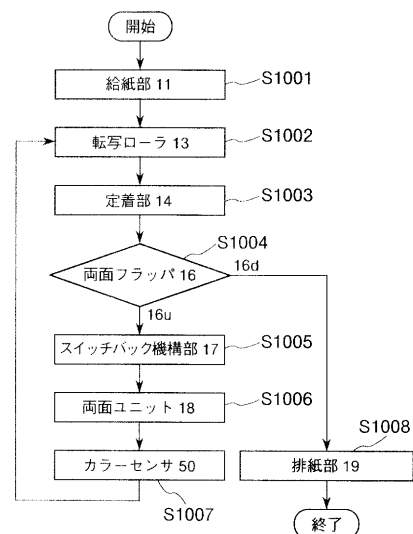 開始
給紙部 11
S1001
転写ローラ 13
S1002
定着部 14
S1003
S1004
両面フラッパ 16
16d
16u
スイッチバック機構部 17
S1005
両面ユニット 18
S1006
カラーセンサ 50
S1007
S1008
排紙部 19
終了